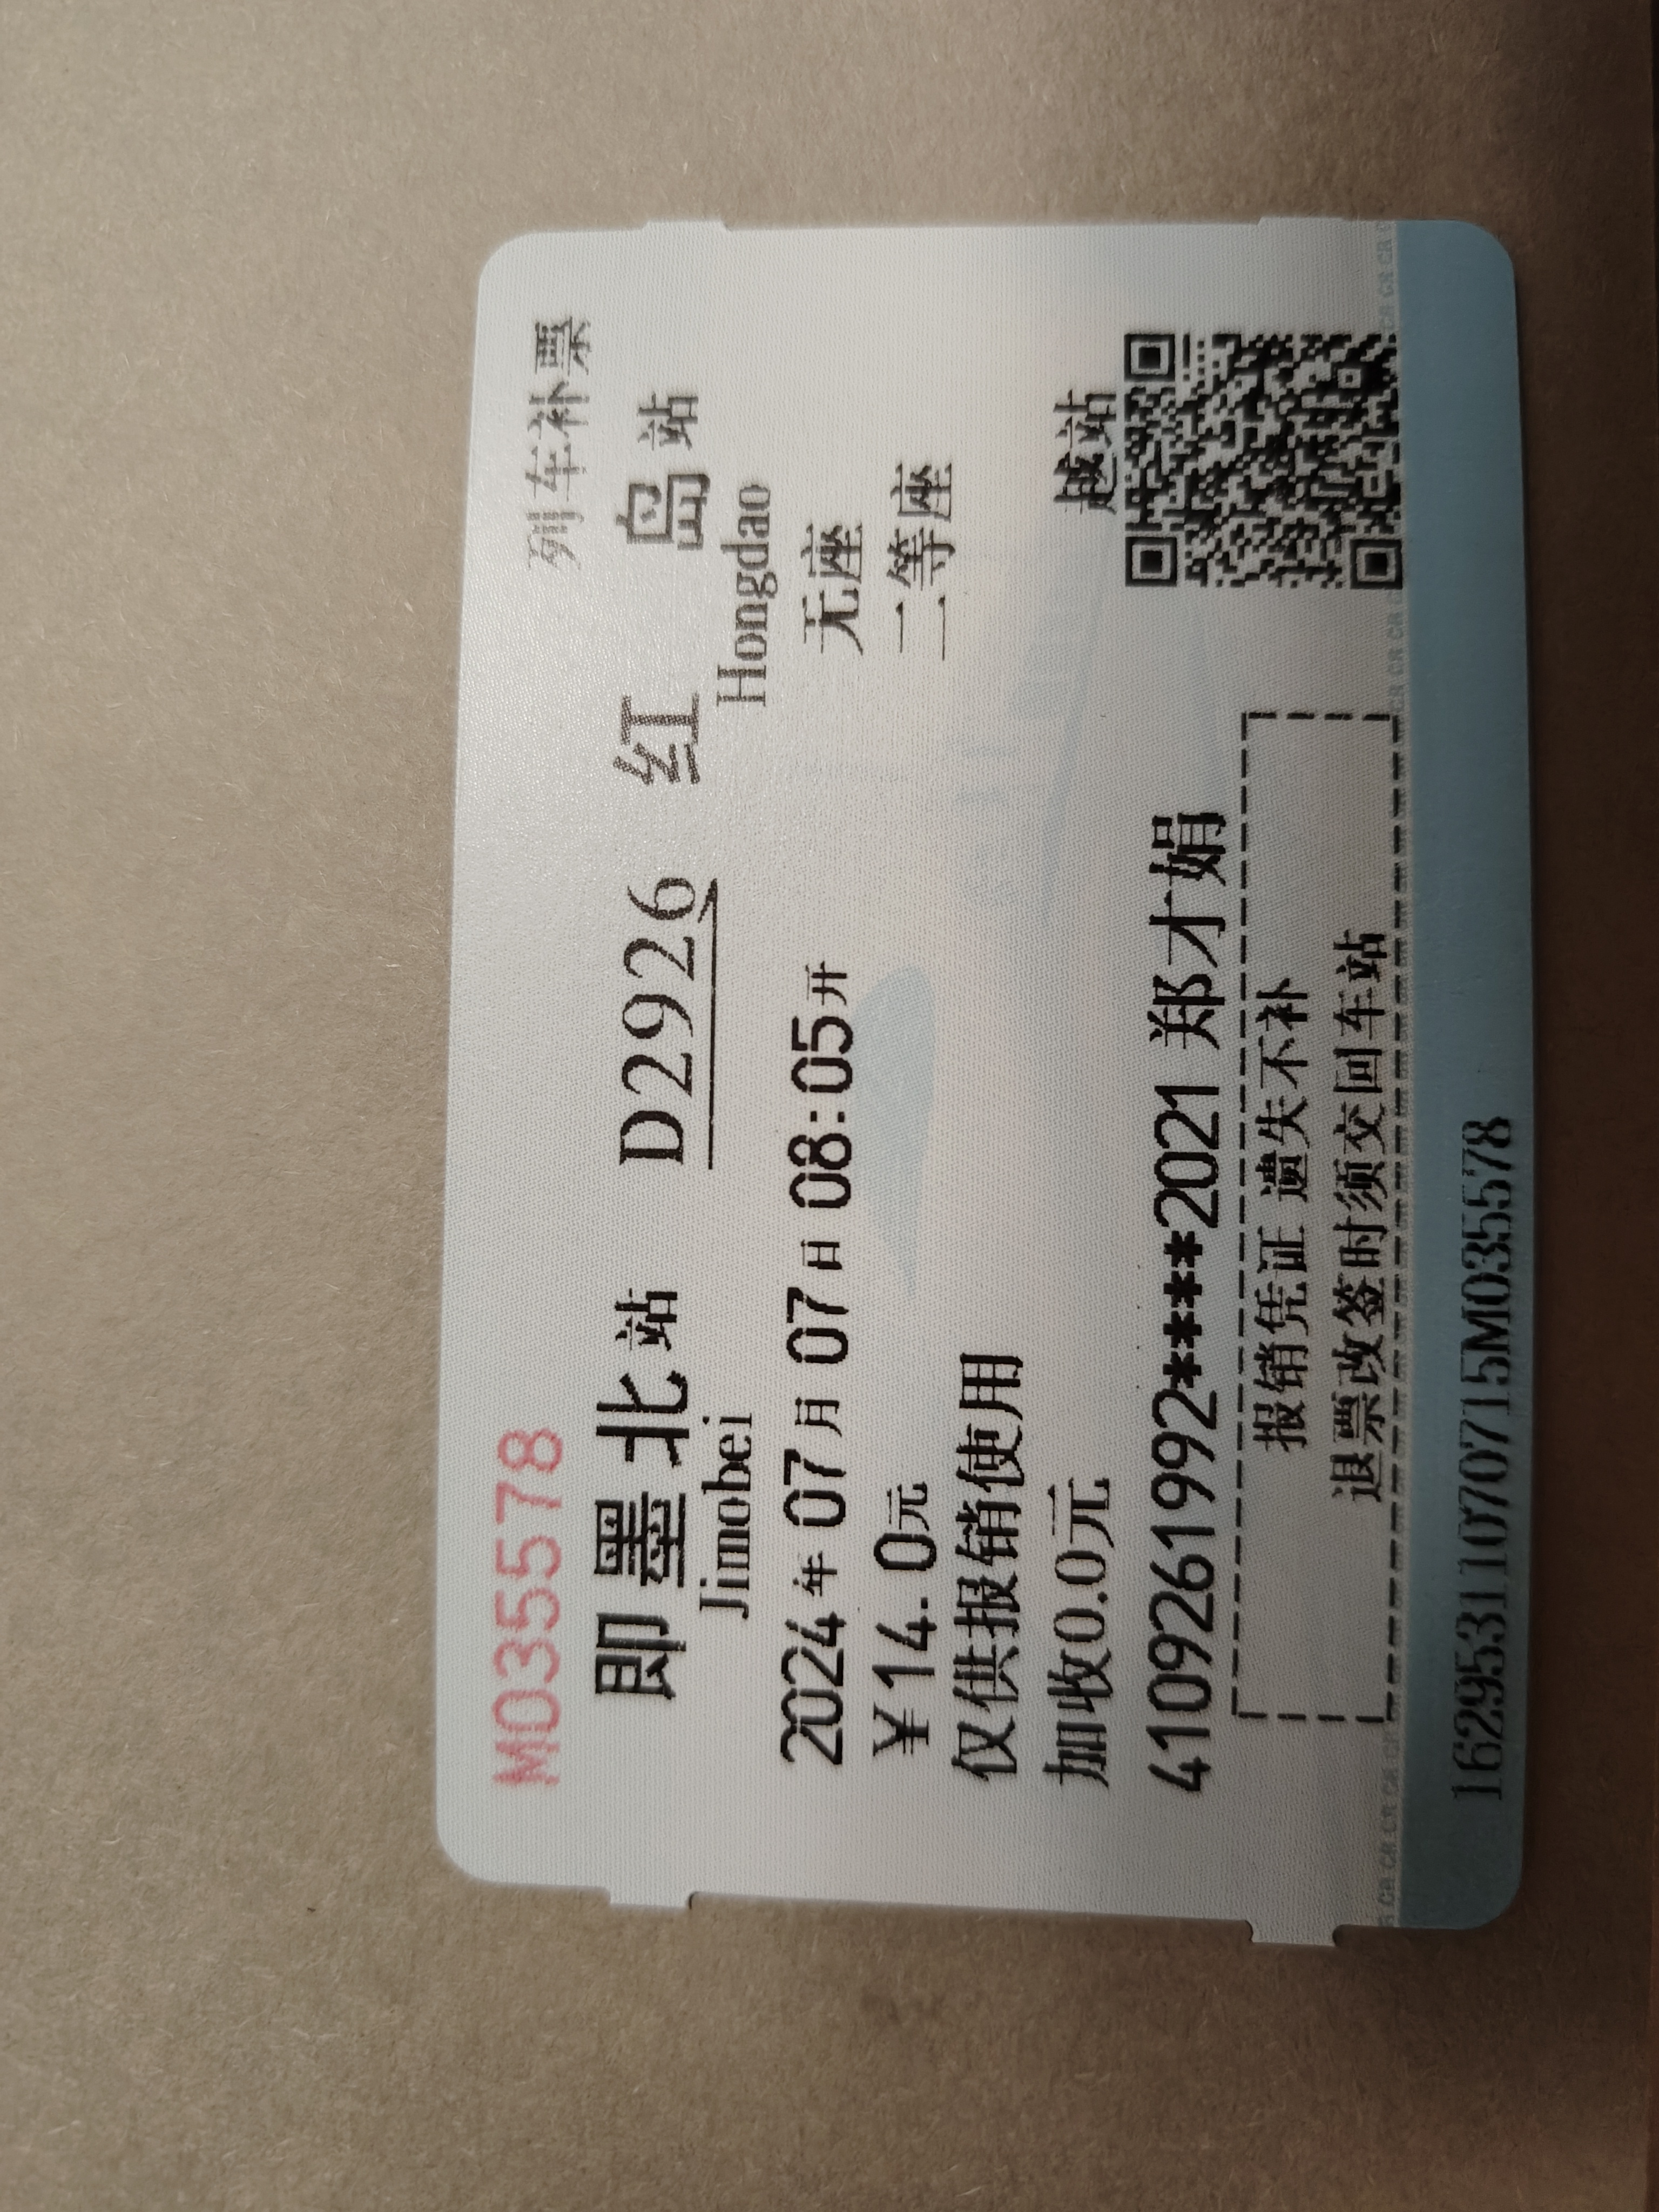 M035578 列车补票
即墨北站 D2926 红岛站
Jimobei Hongdao
2024年07月07日08:05开 无座
¥14.0元 二等座
仅供报销使用
加收0.0元 越站
4109261992****2021 郑才娟
报销凭证 遗失不补
退票改签时须交回车站
16295311070715M035578